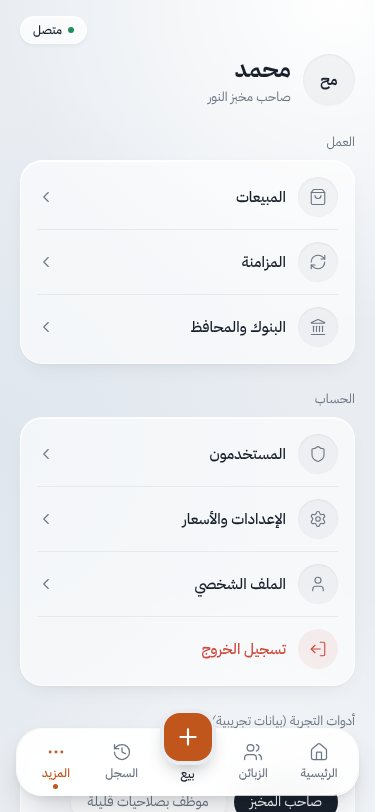 متصل
مح
محمد
صاحب مخبز النور
العمل
المبيعات
المزامنة
البنوك والمحافظ
الحساب
المستخدمون
الإعدادات والأسعار
الملف الشخصي
تسجيل الخروج
أدوات التجربة (بيانات تجريبية)
الرئيسية
الزبائن
بيع
السجل
المزيد
صاحب المخبز
موظف بصلاحيات قليلة